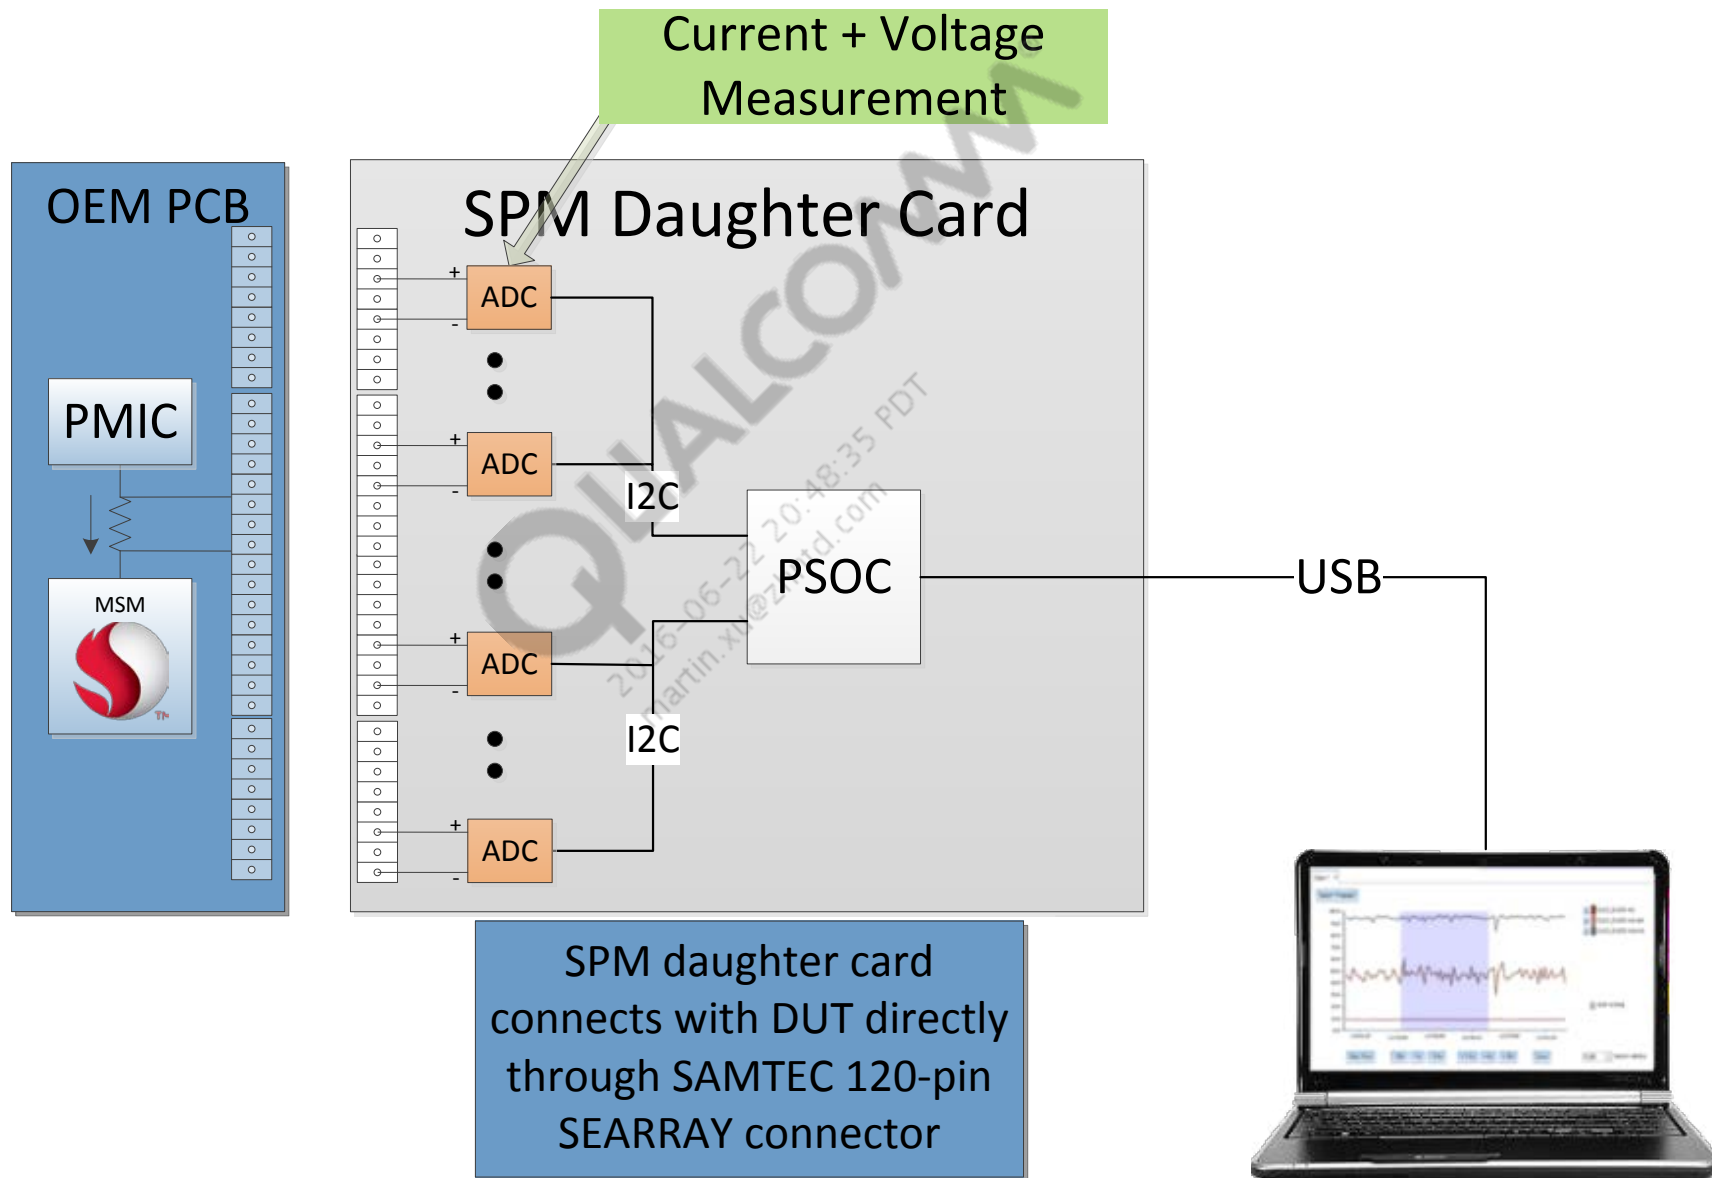 Current + Voltage
Measurement
OEM PCB
SPM Daughter Card
+
ADC
-
PMIC
+
ADC
-
I2C
PSOC
USB
MSM
TM
+
ADC
-
I2C
+
ADC
-
SPM daughter card
connects with DUT directly
through SAMTEC 120-pin
SEARRAY connector
QUALCOMM
2016-06-22 20:48:35 PDT